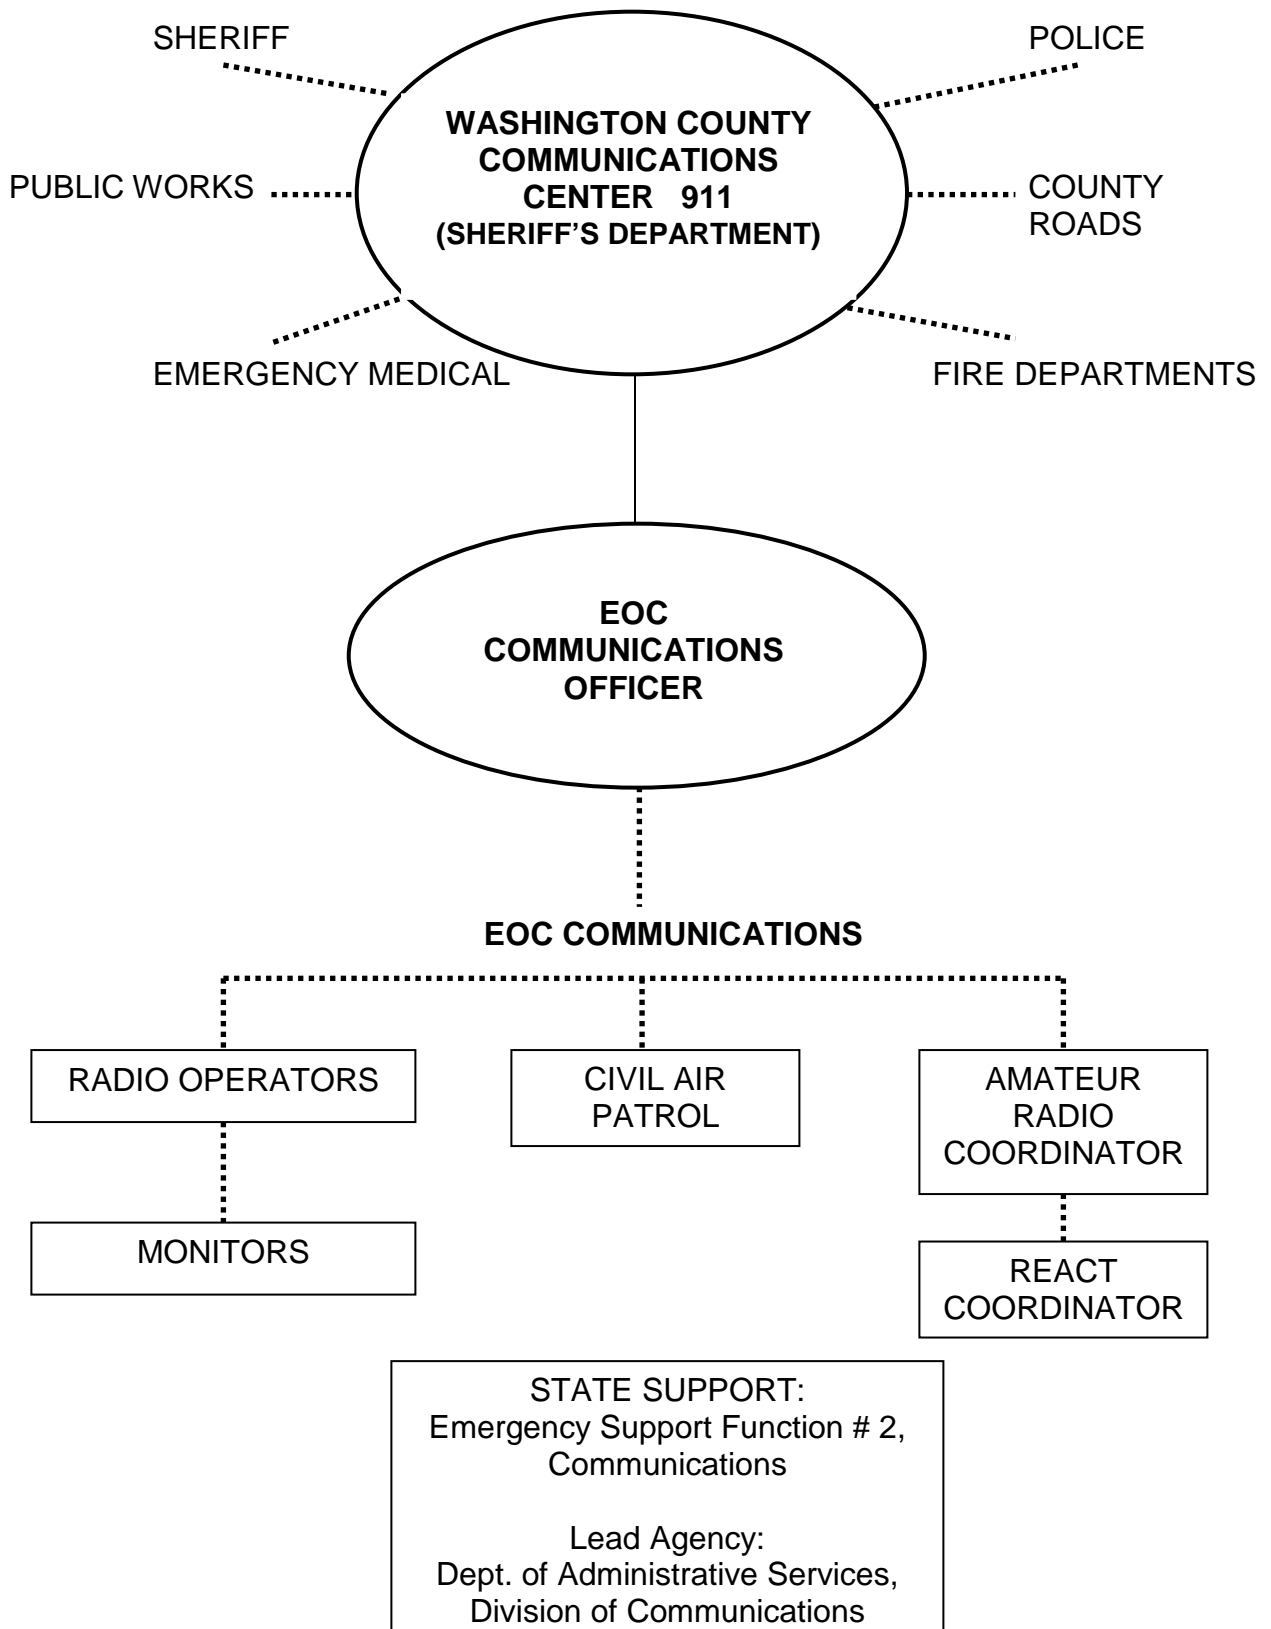 SHERIFF
POLICE
WASHINGTON COUNTY
COMMUNICATIONS
CENTER 911
(SHERIFF’S DEPARTMENT)
PUBLIC WORKS
COUNTY
ROADS
EMERGENCY MEDICAL
FIRE DEPARTMENTS
EOC
COMMUNICATIONS
OFFICER
EOC COMMUNICATIONS
RADIO OPERATORS
CIVIL AIR
PATROL
AMATEUR
RADIO
COORDINATOR
MONITORS
REACT
COORDINATOR
STATE SUPPORT:
Emergency Support Function # 2,
Communications
Lead Agency:
Dept. of Administrative Services,
Division of Communications